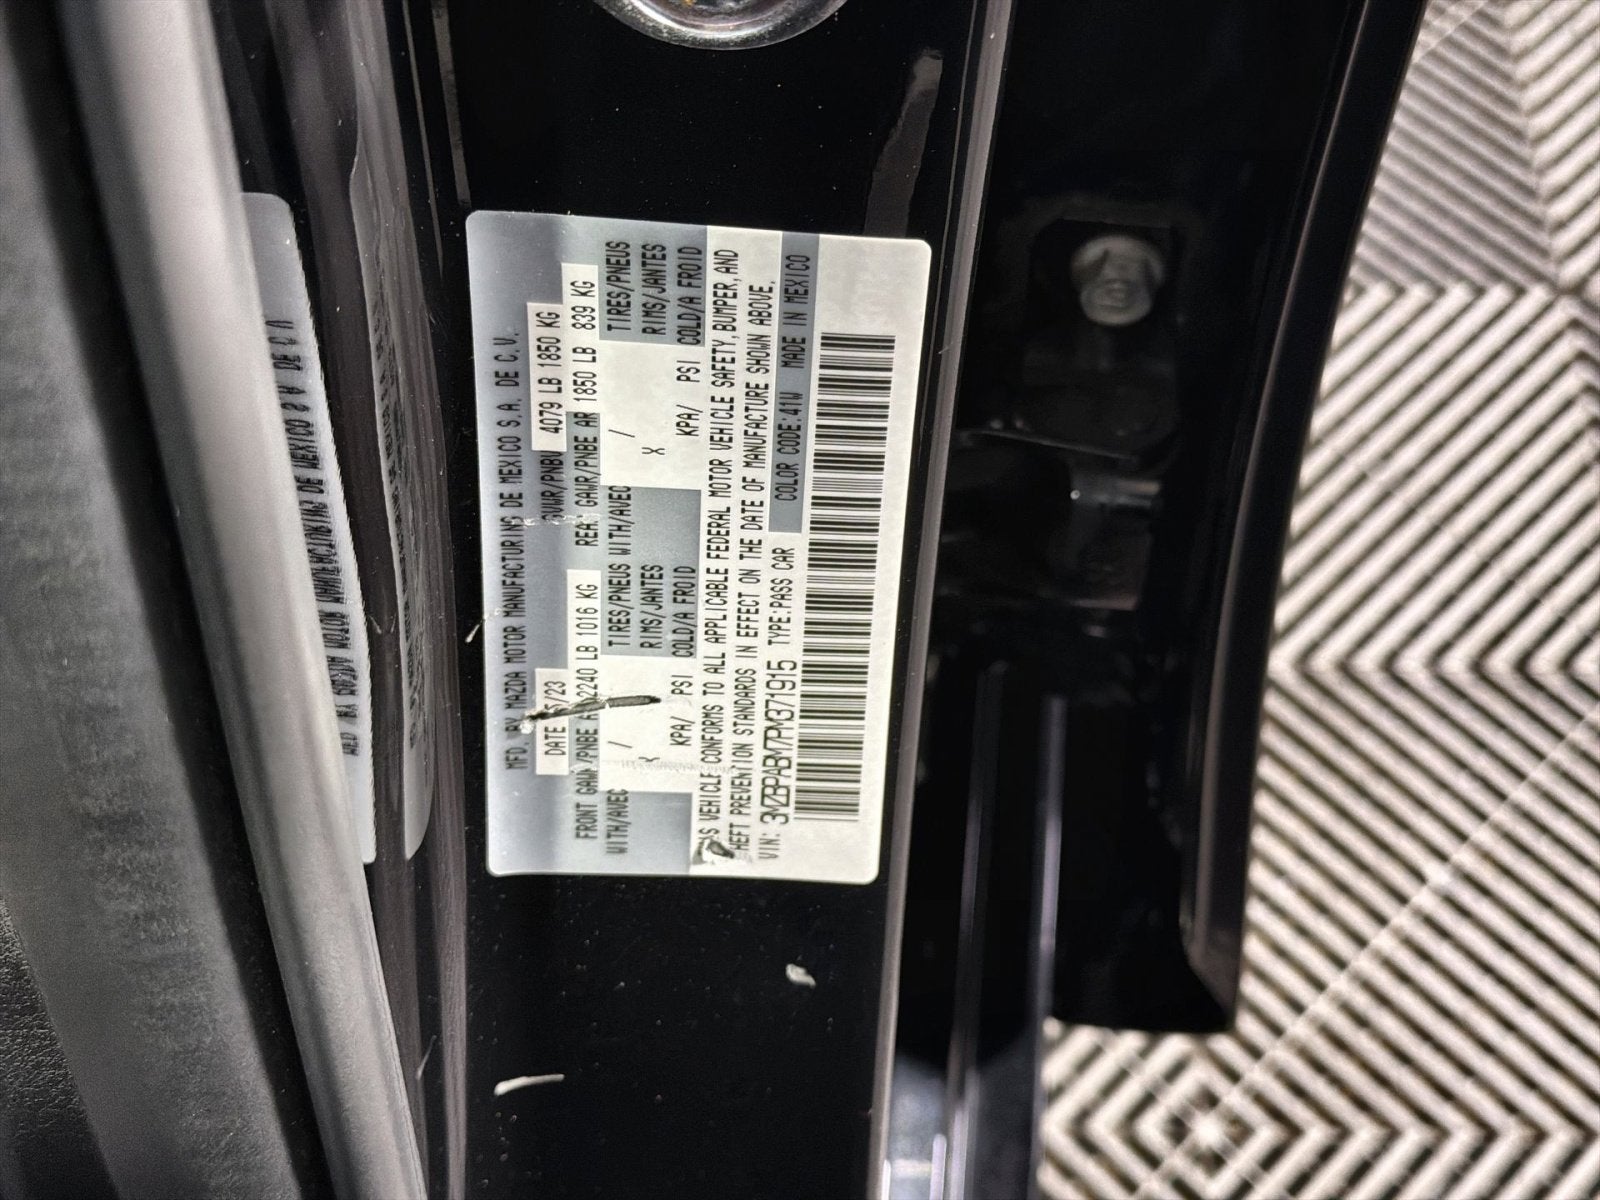 MFD. BY MAZDA MOTOR MANUFACTURING DE MEXICO S.A. DE C.V.
DATE 5/23 GVWR/PNBV 4079 LB 1850 KG
FRONT GAWR/PNBE 2240 LB 1016 KG REAR GAWR/PNBE AR 1850 LB 839 KG
WITH/AVEC / TIRES/PNEUS WITH/AVEC / TIRES/PNEUS
X RIMS/JANTES X RIMS/JANTES
KPA/ PSI COLD/A FROID KPA/ PSI COLD/A FROID
VEHICLE CONFORMS TO ALL APPLICABLE FEDERAL MOTOR VEHICLE SAFETY, BUMPER, AND
HEFT PREVENTION STANDARDS IN EFFECT ON THE DATE OF MANUFACTURE SHOWN ABOVE.
VIN: 3MZBPABM7PM371915 TYPE:PASS CAR COLOR CODE:41W MADE IN MEXICO